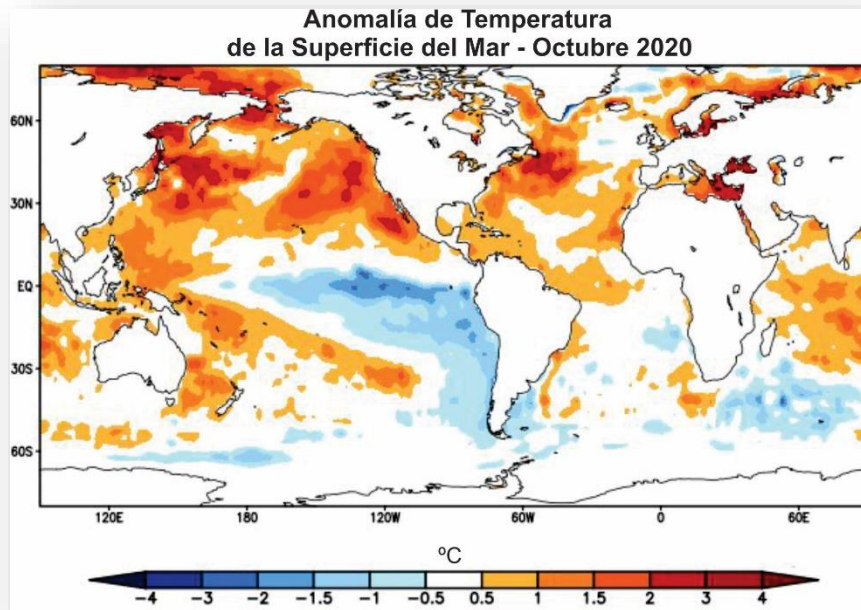 Anomalía de Temperatura
de la Superficie del Mar - Octubre 2020
60N
30N
EQ
30S
60S
120E 180 120W 60W 0 60E
ºC
-4 -3 -2 -1.5 -1 -0.5 0.5 1 1.5 2 3 4